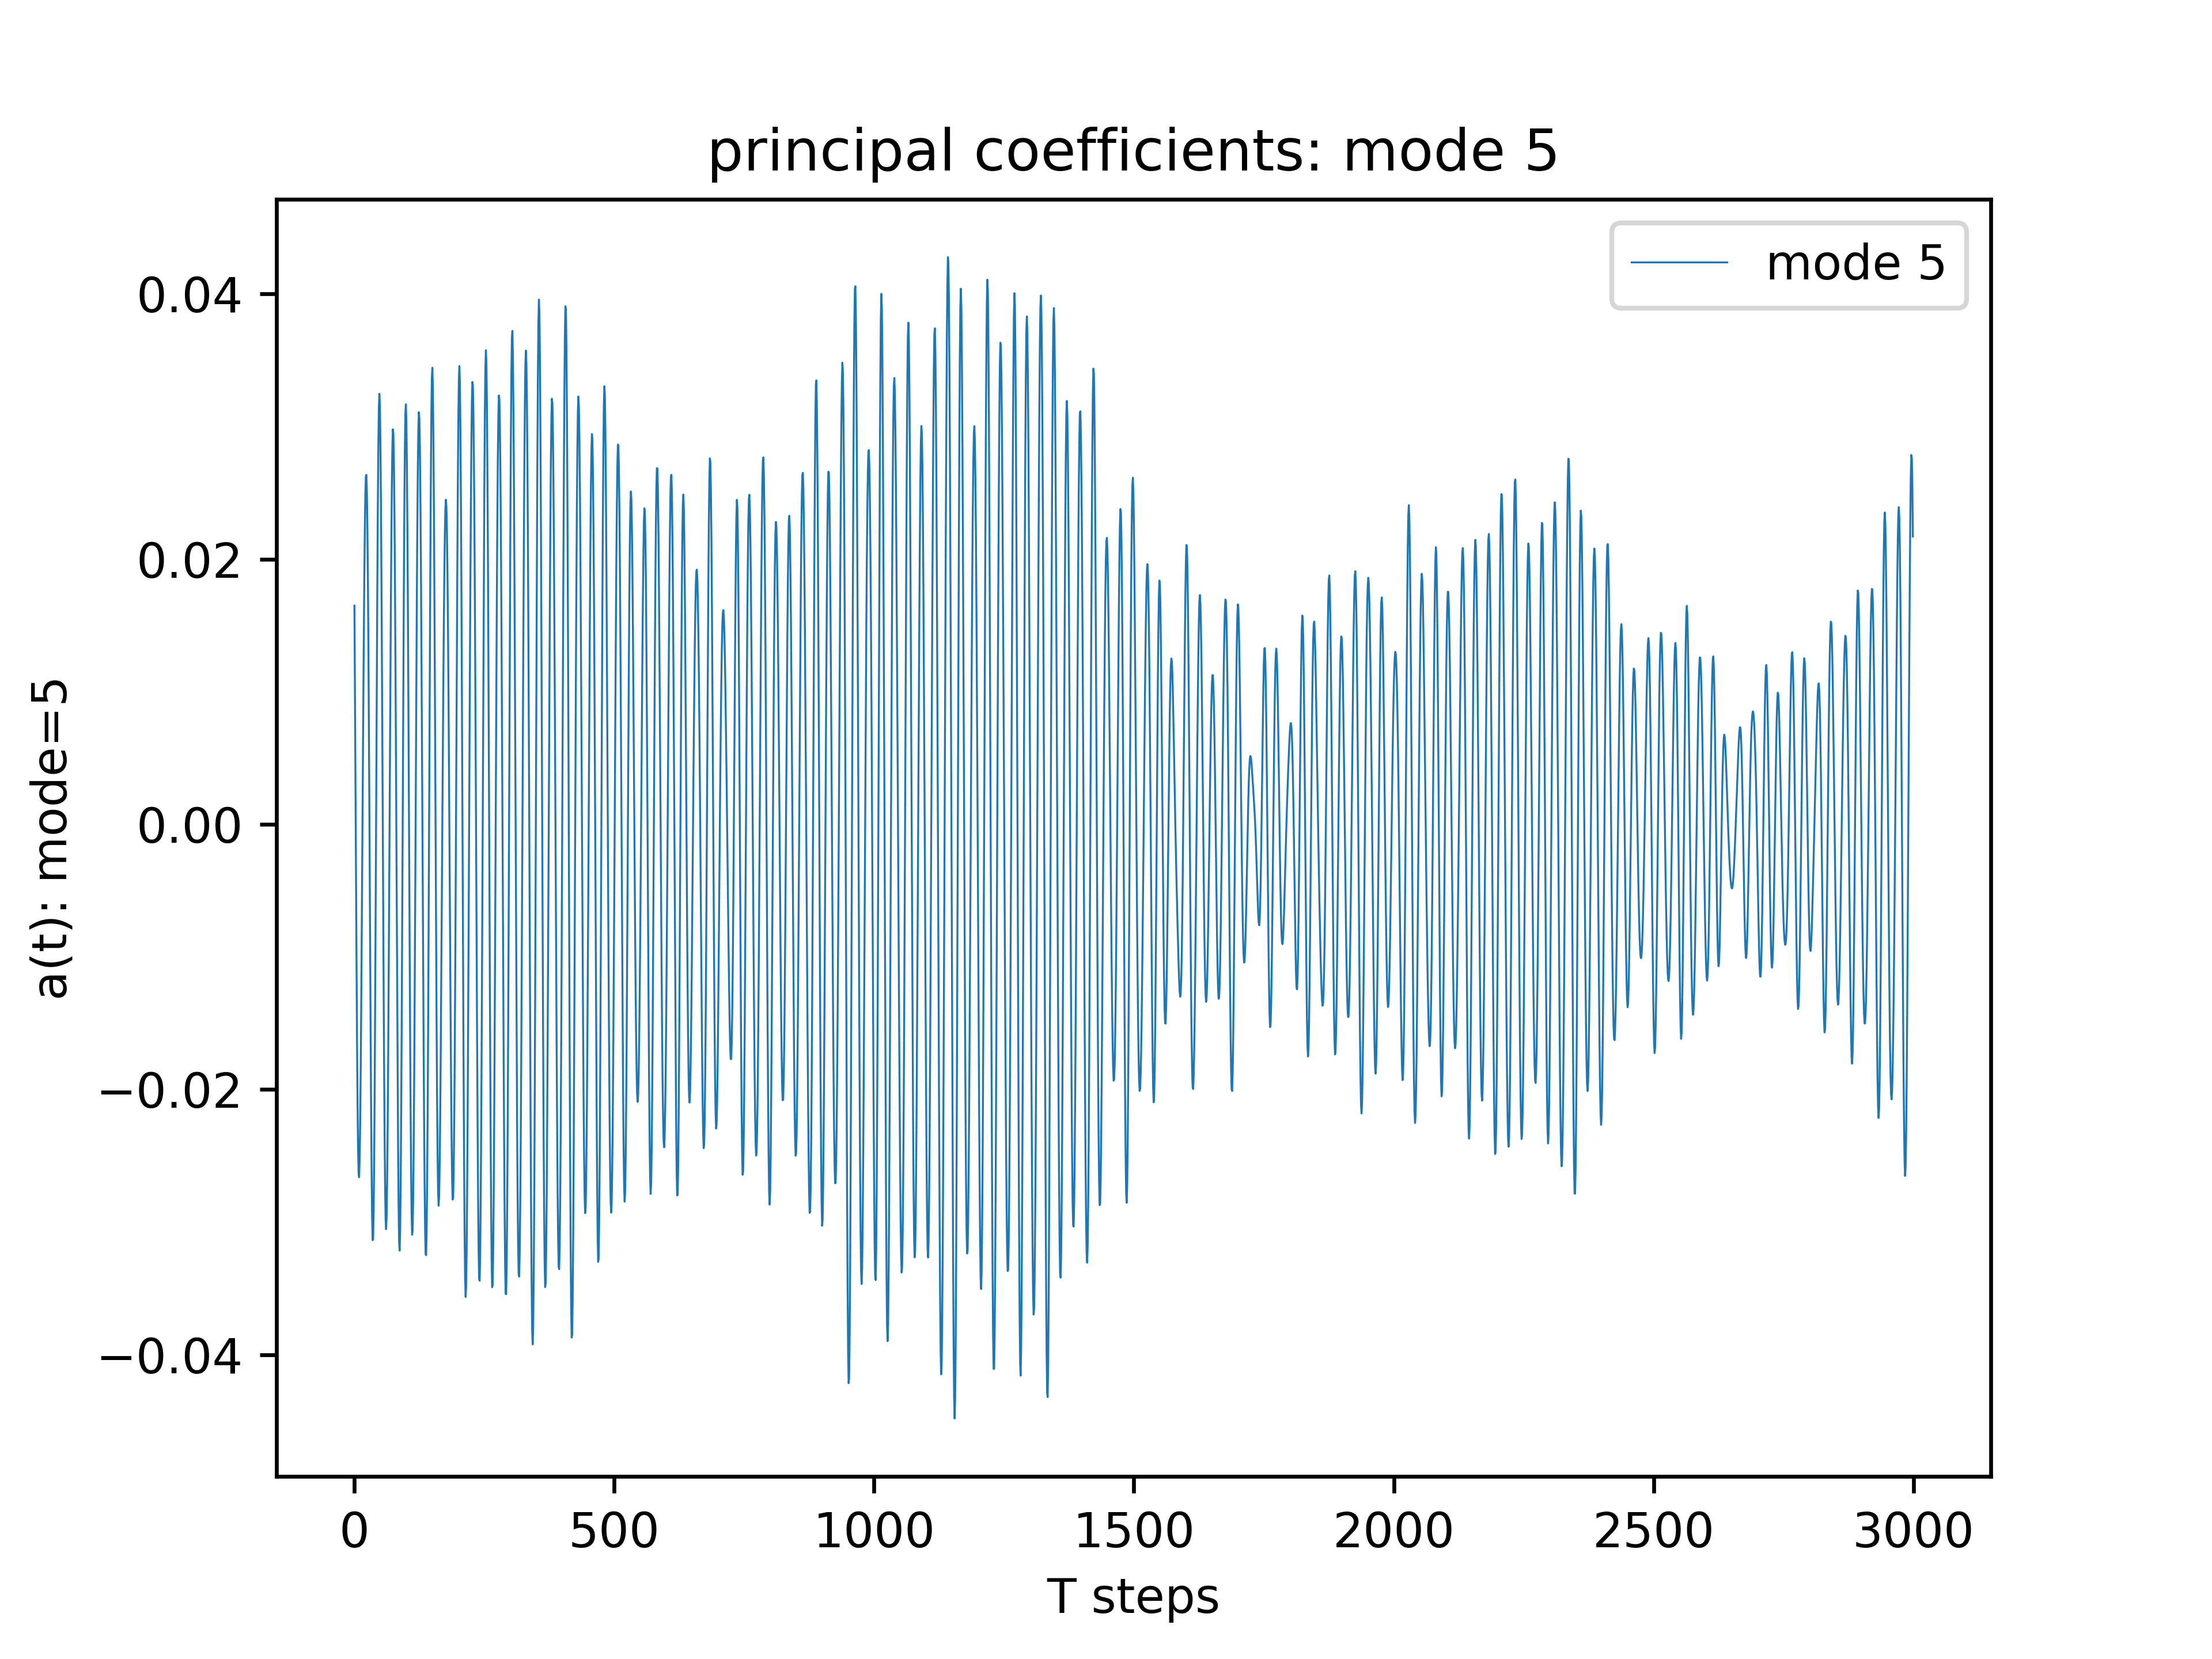 principal coefficients: mode 5
mode 5
0.04
0.02
0.00
−0.02
−0.04
a(t): mode=5
0 500 1000 1500 2000 2500 3000
T steps